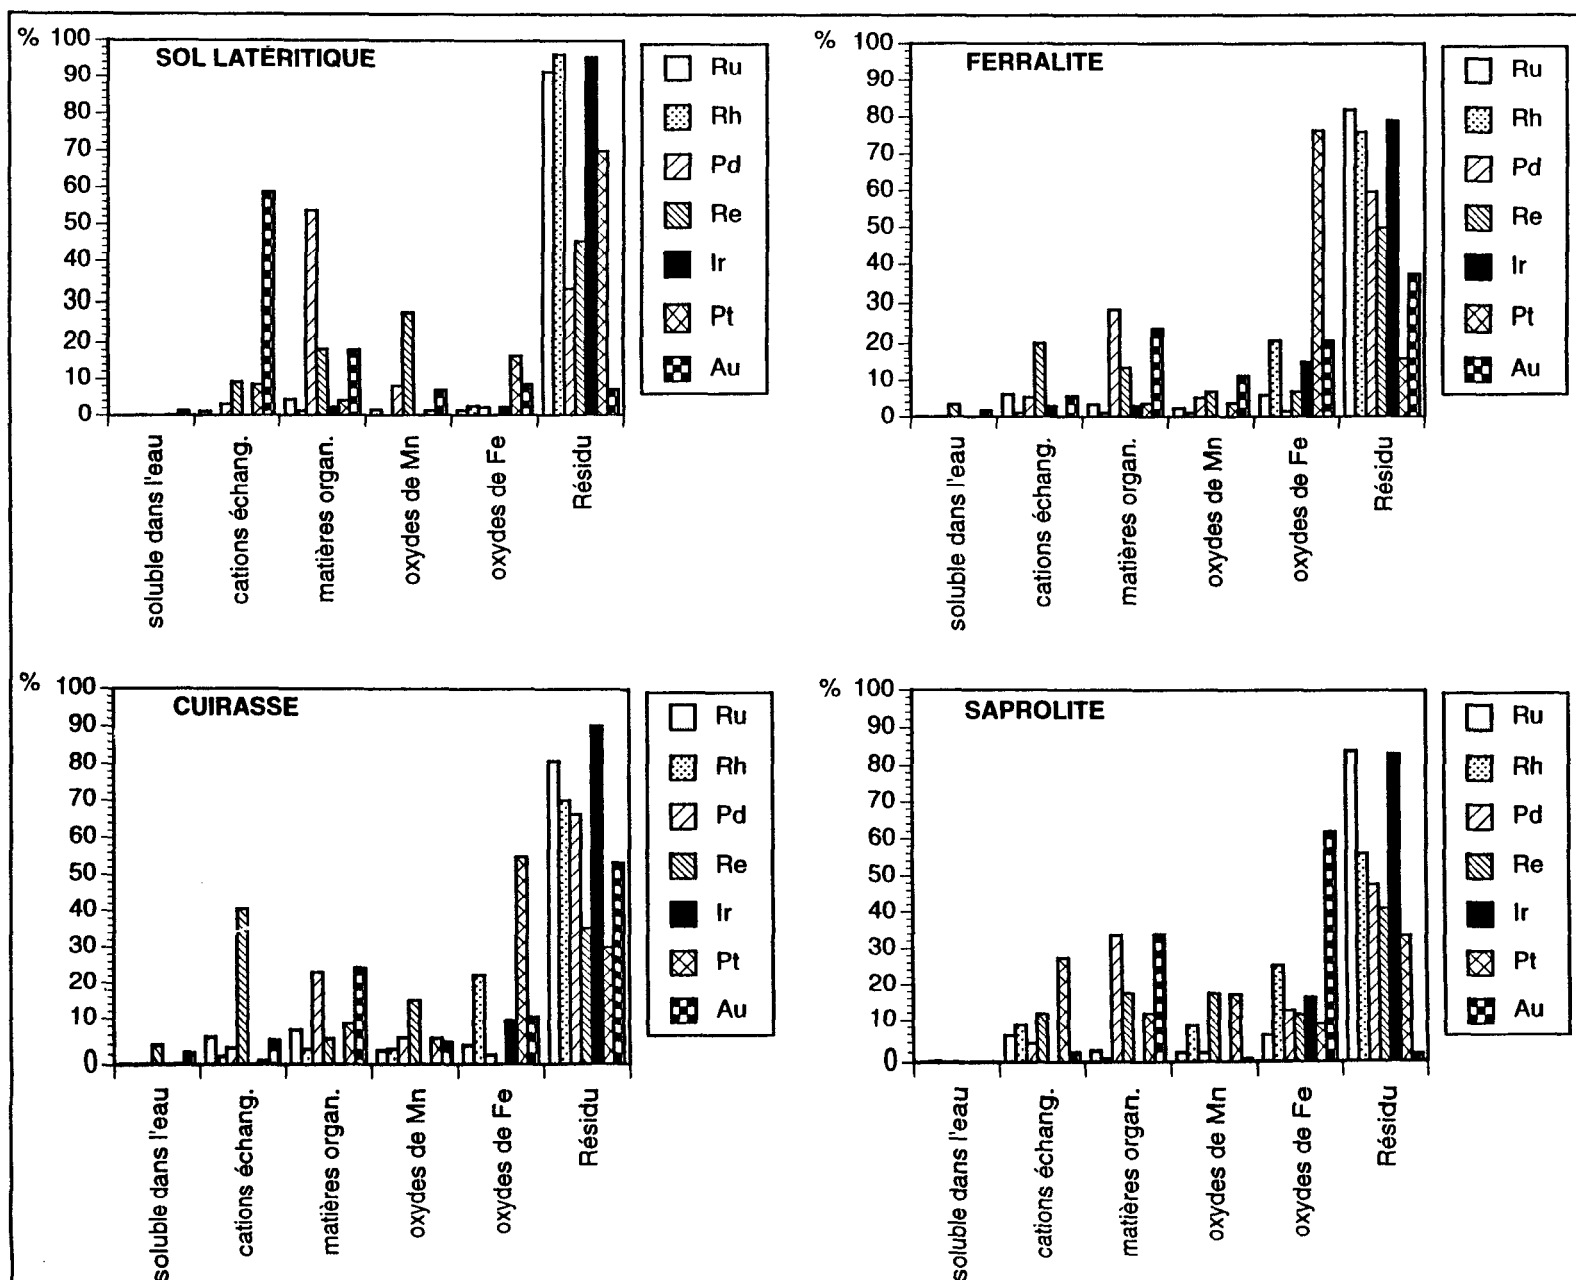 % 100
90
80
70
60
50
40
30
20
10
0
SOL LATÉRITIQUE
soluble dans l'eau
cations échang.
matières organ.
oxydes de Mn
oxydes de Fe
Résidu
Ru
Rh
Pd
Re
Ir
Pt
Au
% 100
90
80
70
60
50
40
30
20
10
0
FERRALITE
soluble dans l'eau
cations échang.
matières organ.
oxydes de Mn
oxydes de Fe
Résidu
Ru
Rh
Pd
Re
Ir
Pt
Au
% 100
90
80
70
60
50
40
30
20
10
0
CUIRASSE
soluble dans l'eau
cations échang.
matières organ.
oxydes de Mn
oxydes de Fe
Résidu
Ru
Rh
Pd
Re
Ir
Pt
Au
% 100
90
80
70
60
50
40
30
20
10
0
SAPROLITE
soluble dans l'eau
cations échang.
matières organ.
oxydes de Mn
oxydes de Fe
Résidu
Ru
Rh
Pd
Re
Ir
Pt
Au